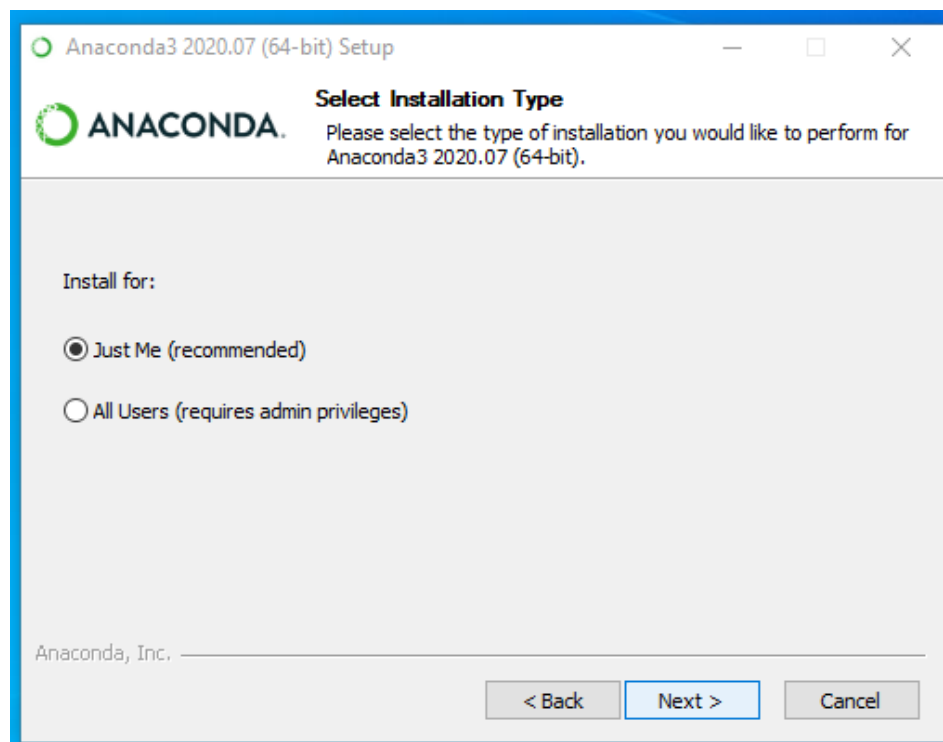 Anaconda3 2020.07 (64-bit) Setup
ANACONDA.
Select Installation Type
Please select the type of installation you would like to perform for
Anaconda3 2020.07 (64-bit).
Install for:
Just Me (recommended)
All Users (requires admin privileges)
Anaconda, Inc.
< Back
Next >
Cancel